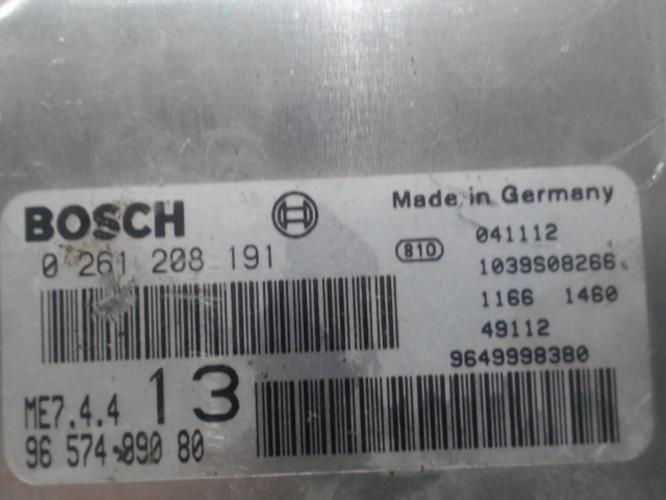 BOSCH
Made in Germany
0 261 208 191
810
041112
1039S08266
1166 1460
49112
9649998380
ME7.4.4 13
96 574 890 80